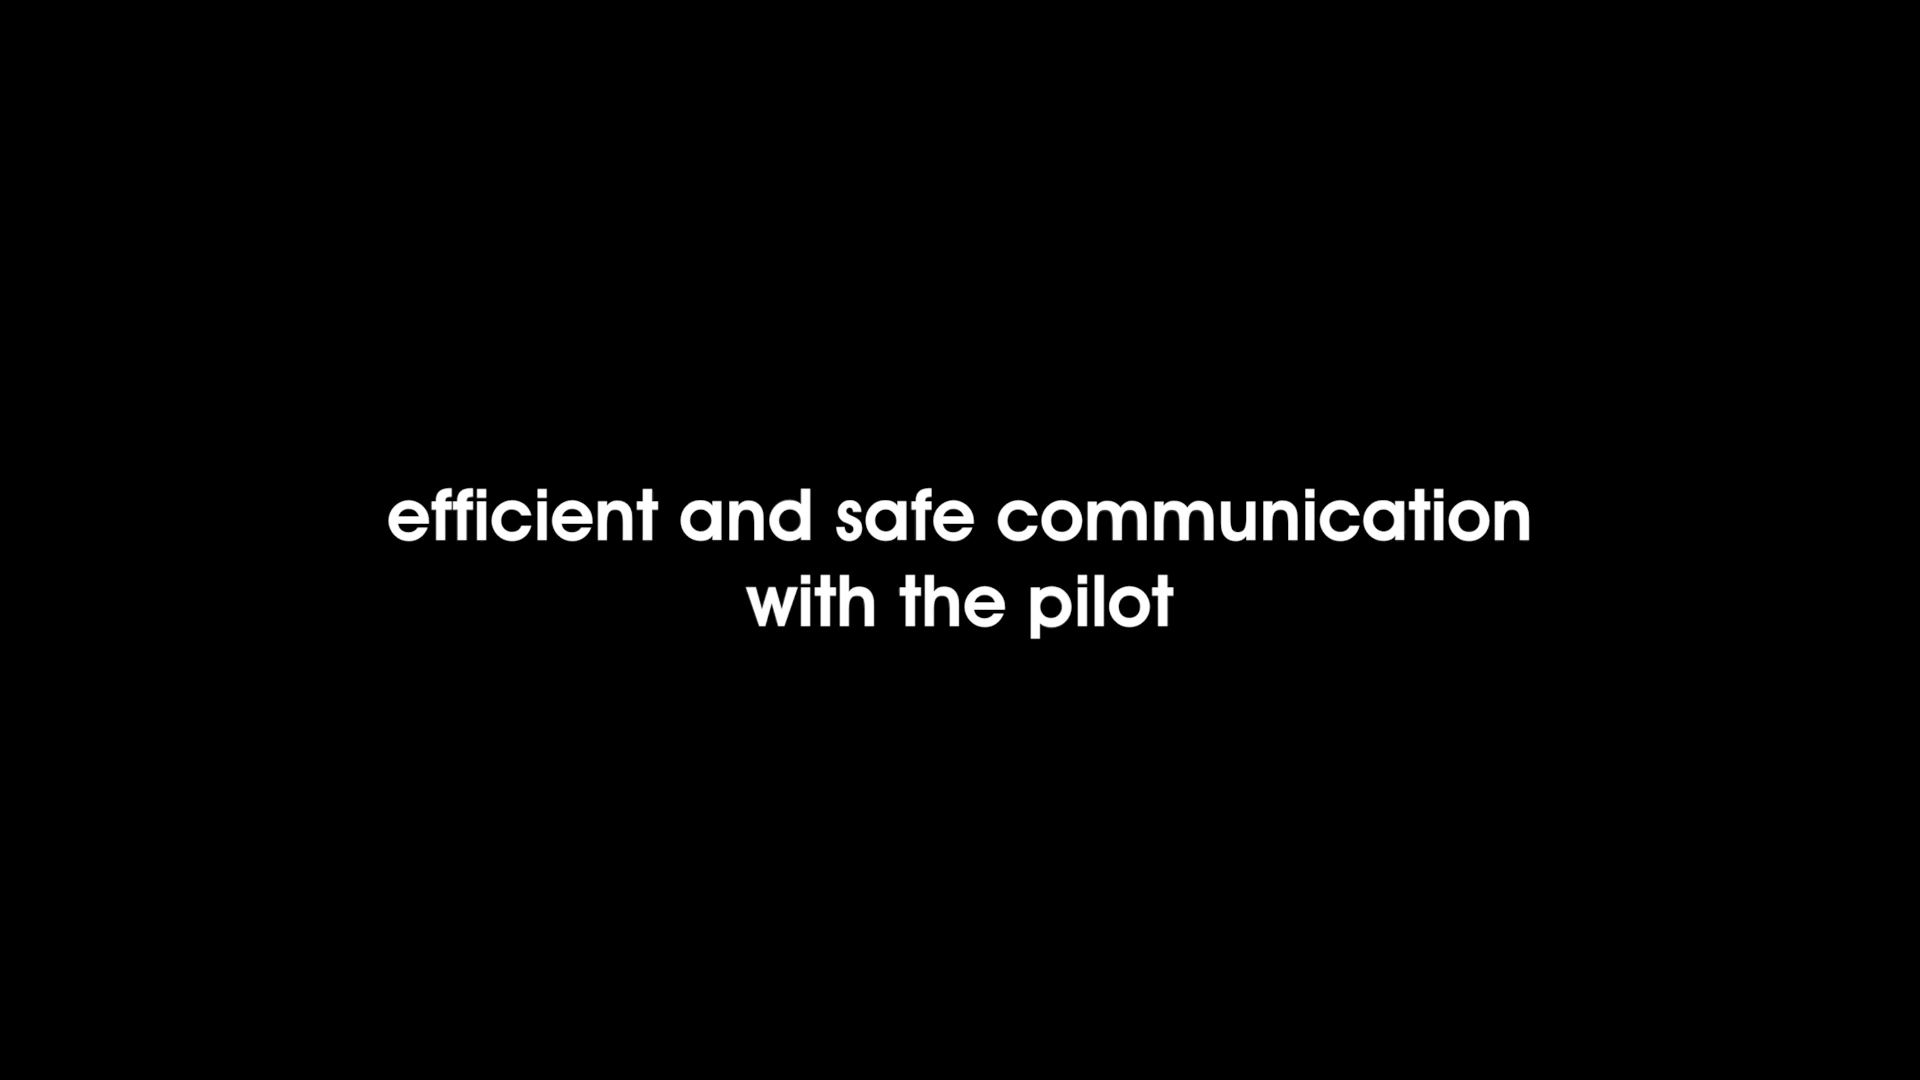 efficient and safe communication
with the pilot